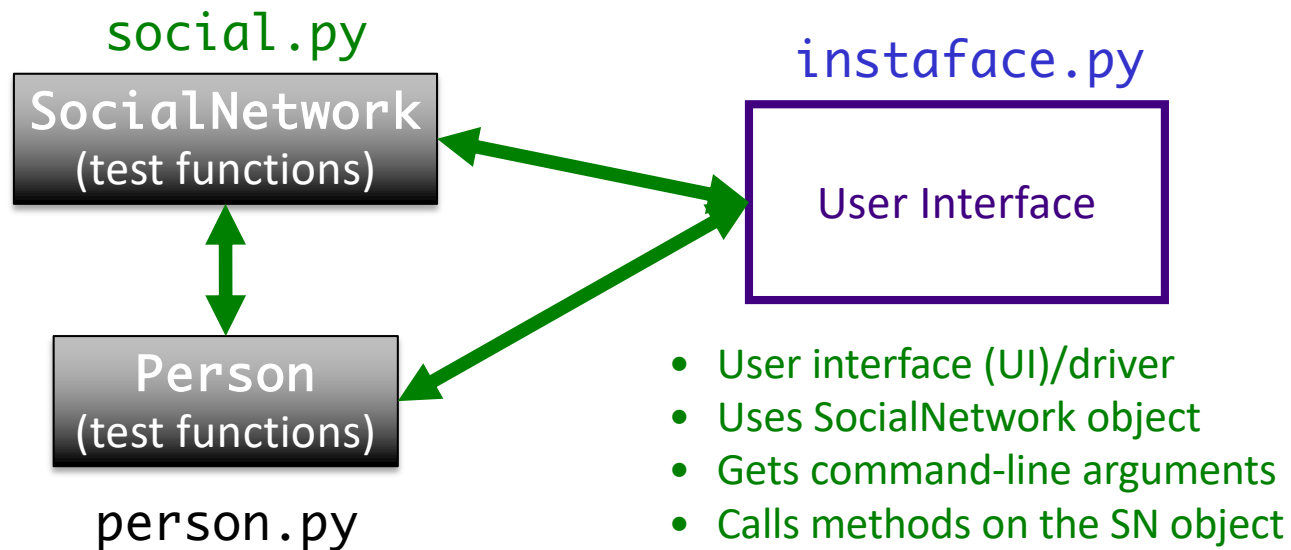 social.py
SocialNetwork
(test functions)
Person
(test functions)
person.py
instaface.py
User Interface
• User interface (UI)/driver
• Uses SocialNetwork object
• Gets command-line arguments
• Calls methods on the SN object